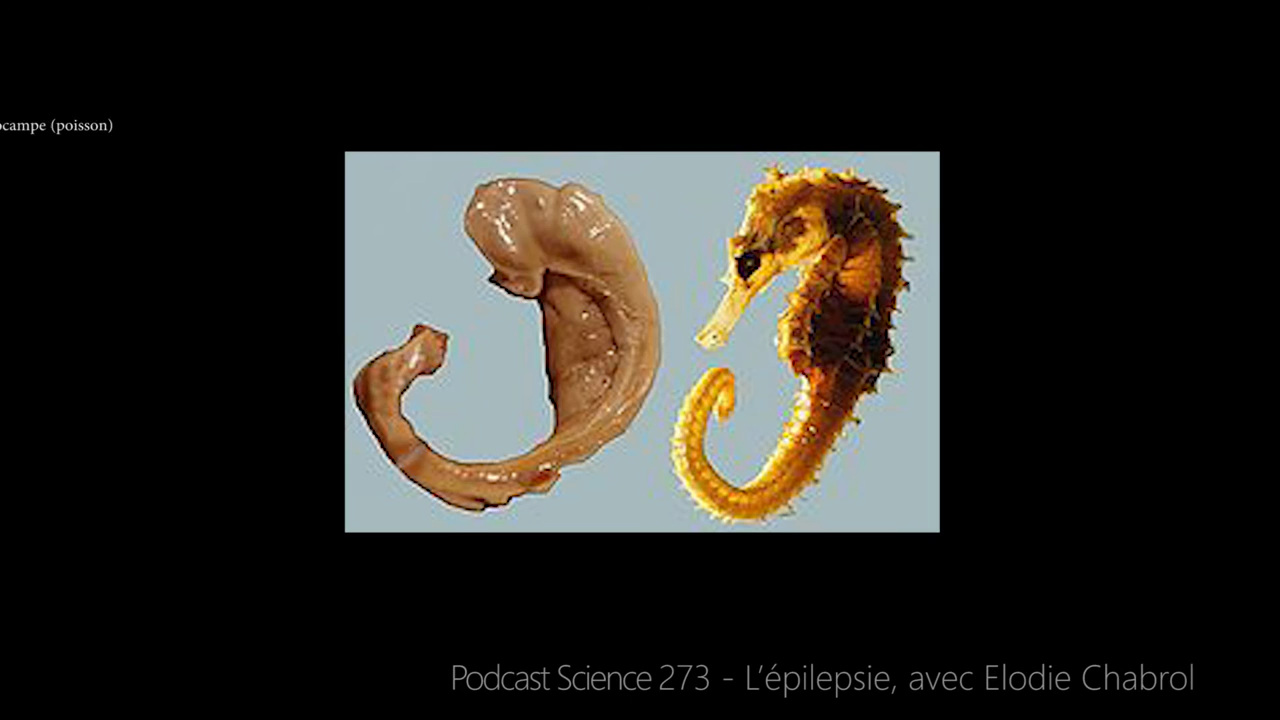 ocampe (poisson)
Podcast Science 273 - L'épilepsie, avec Elodie Chabrol